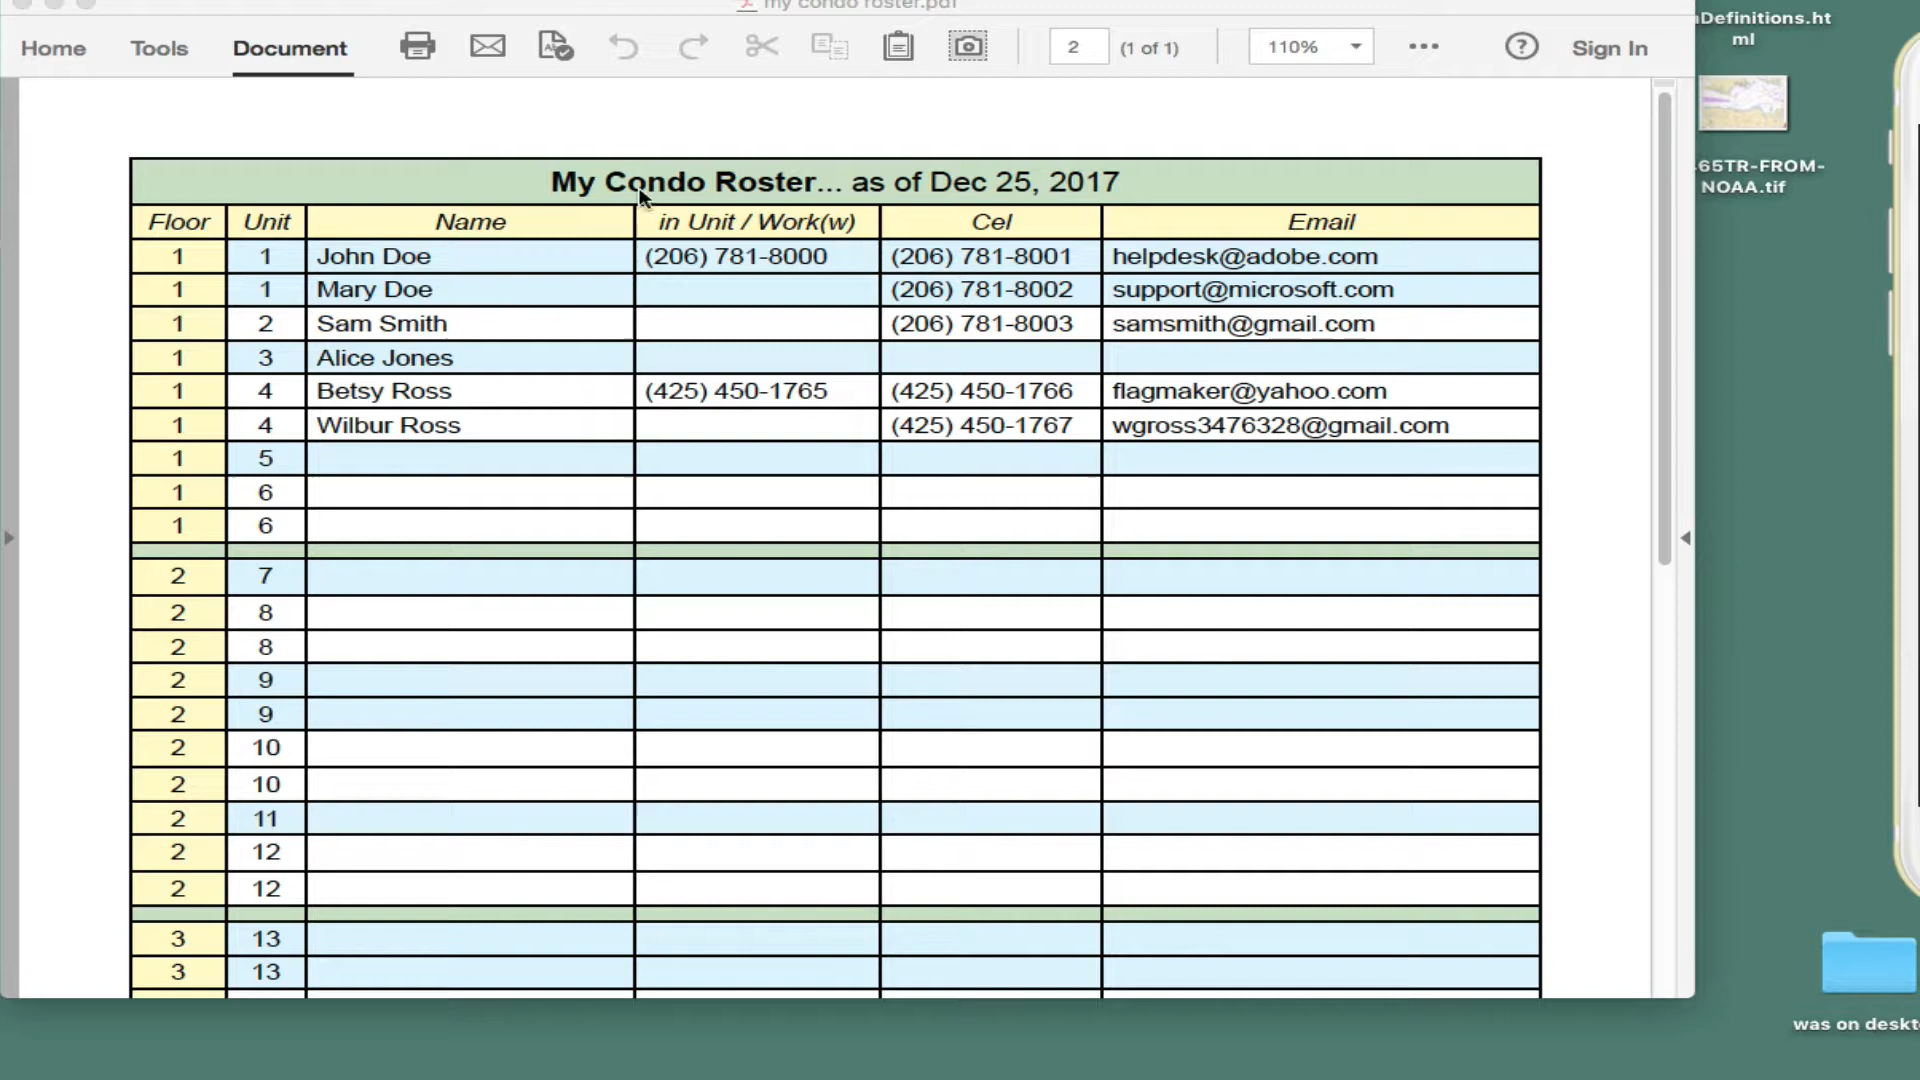 my condo roster.pdf
Home Tools Document 2 (1 of 1) 110% Sign In
My Condo Roster... as of Dec 25, 2017
Floor Unit Name in Unit / Work(w) Cel Email
1 1 John Doe (206) 781-8000 (206) 781-8001 helpdesk@adobe.com
1 1 Mary Doe (206) 781-8002 support@microsoft.com
1 2 Sam Smith (206) 781-8003 samsmith@gmail.com
1 3 Alice Jones
1 4 Betsy Ross (425) 450-1765 (425) 450-1766 flagmaker@yahoo.com
1 4 Wilbur Ross (425) 450-1767 wgross3476328@gmail.com
1 5
1 6
1 6
2 7
2 8
2 8
2 9
2 9
2 10
2 10
2 11
2 12
2 12
3 13
3 13
nDefinitions.ht
ml
65TR-FROM-
NOAA.tif
was on deskt